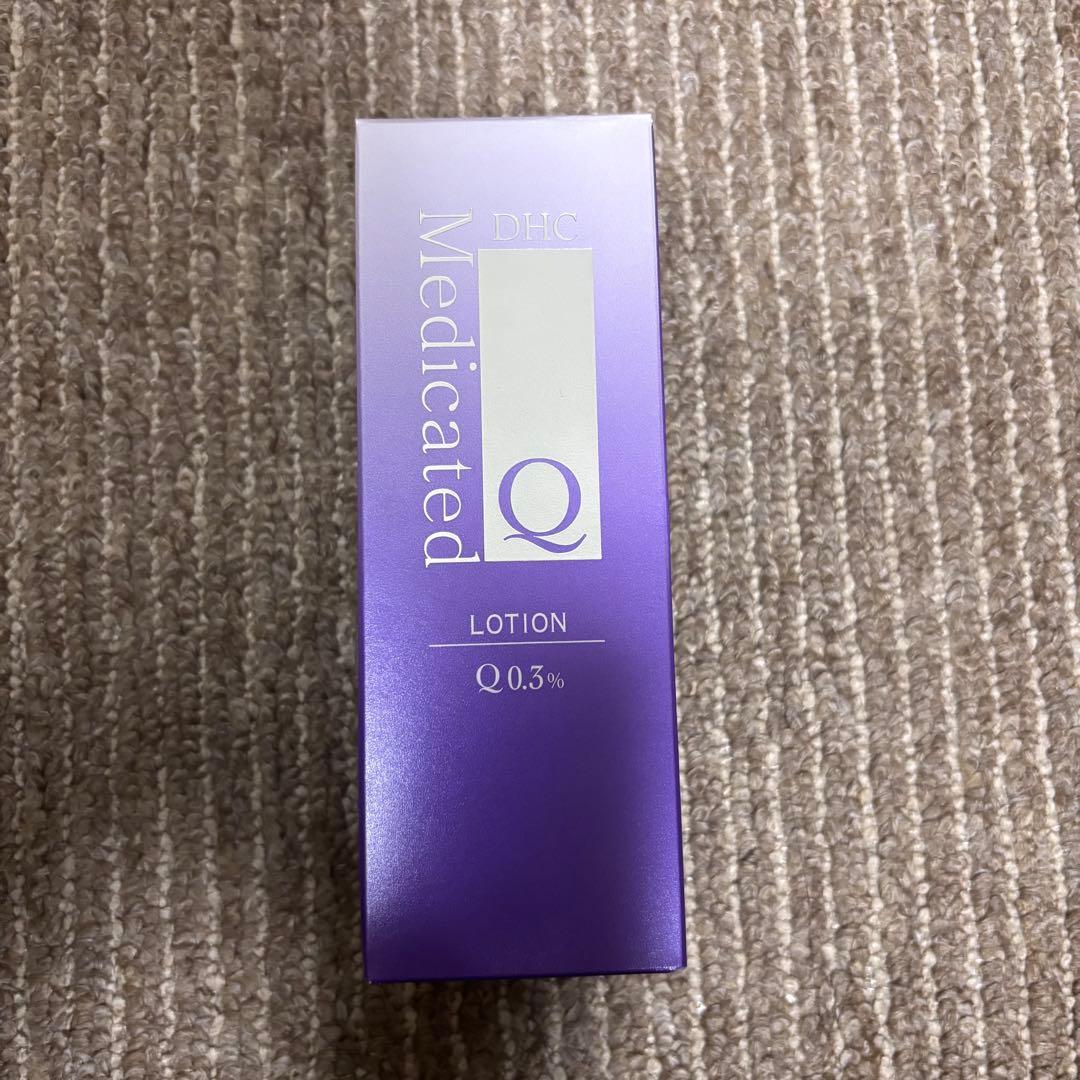 DHC
Medicated
Q
LOTION
Q 0.3%